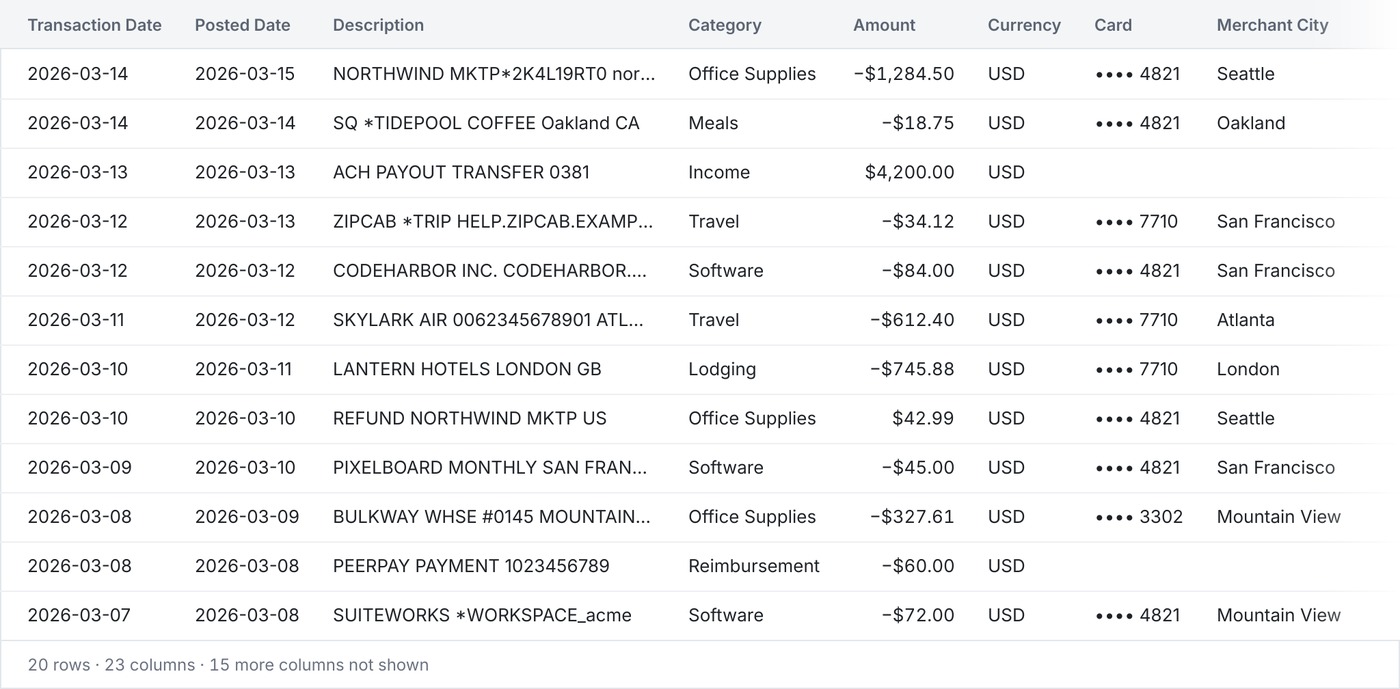 Transaction Date Posted Date Description Category Amount Currency Card Merchant City
2026-03-14 2026-03-15 NORTHWIND MKTP*2K4L19RT0 nor... Office Supplies −$1,284.50 USD •••• 4821 Seattle
2026-03-14 2026-03-14 SQ *TIDEPOOL COFFEE Oakland CA Meals −$18.75 USD •••• 4821 Oakland
2026-03-13 2026-03-13 ACH PAYOUT TRANSFER 0381 Income $4,200.00 USD
2026-03-12 2026-03-13 ZIPCAB *TRIP HELP.ZIPCAB.EXAMP... Travel −$34.12 USD •••• 7710 San Francisco
2026-03-12 2026-03-12 CODEHARBOR INC. CODEHARBOR.... Software −$84.00 USD •••• 4821 San Francisco
2026-03-11 2026-03-12 SKYLARK AIR 0062345678901 ATL... Travel −$612.40 USD •••• 7710 Atlanta
2026-03-10 2026-03-11 LANTERN HOTELS LONDON GB Lodging −$745.88 USD •••• 7710 London
2026-03-10 2026-03-10 REFUND NORTHWIND MKTP US Office Supplies $42.99 USD •••• 4821 Seattle
2026-03-09 2026-03-10 PIXELBOARD MONTHLY SAN FRAN... Software −$45.00 USD •••• 4821 San Francisco
2026-03-08 2026-03-09 BULKWAY WHSE #0145 MOUNTAIN... Office Supplies −$327.61 USD •••• 3302 Mountain View
2026-03-08 2026-03-08 PEERPAY PAYMENT 1023456789 Reimbursement −$60.00 USD
2026-03-07 2026-03-08 SUITEWORKS *WORKSPACE_acme Software −$72.00 USD •••• 4821 Mountain View
20 rows · 23 columns · 15 more columns not shown